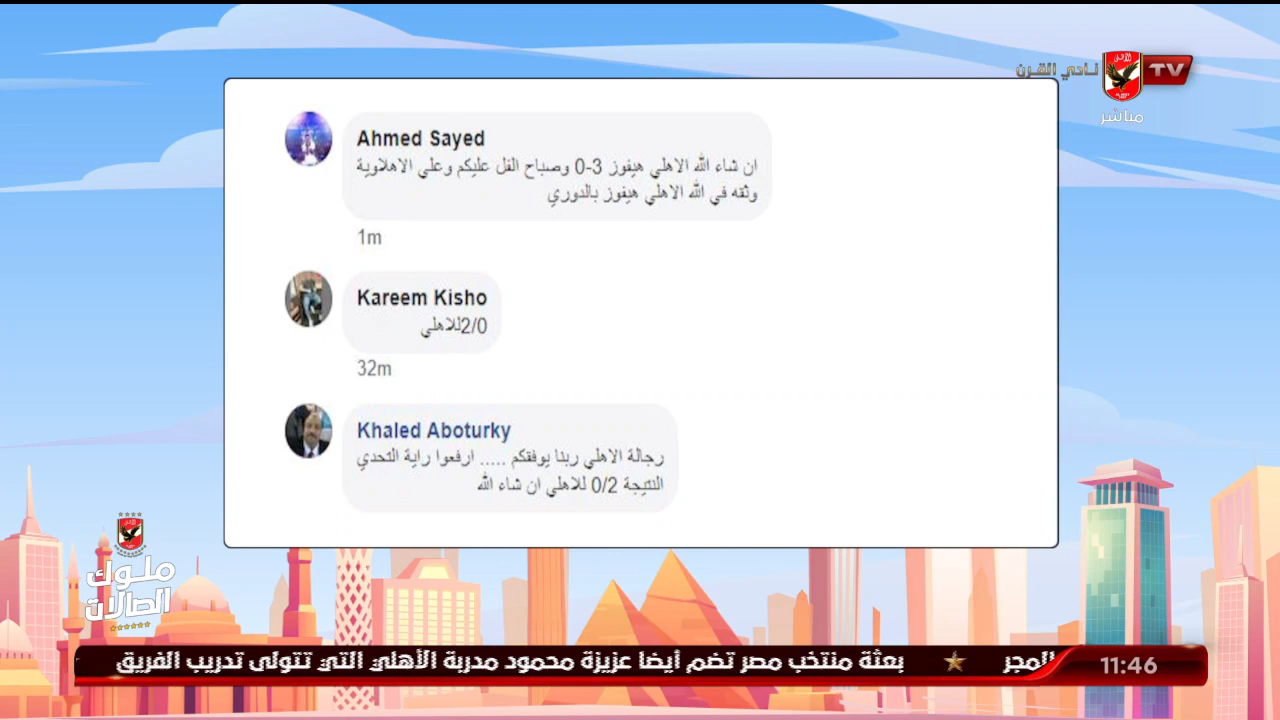 نادي القرن
TV
مباشر
Ahmed Sayed
ان شاء الله الاهلي هيفوز 3-0 وصباح الفل عليكم وعلي الاهلاوية
وثقه في الله الاهلي هيفوز بالدوري
1m
Kareem Kisho
2/0للاهلي
32m
Khaled Aboturky
رجالة الاهلي ربنا يوفقكم ..... ارفعوا راية التحدي
النتيجة 0/2 للاهلي ان شاء الله
ملوك
الصالات
المجر ★ بعثة منتخب مصر تضم أيضا عزيزة محمود مدربة الأهلي التي تتولى تدريب الفريق
11:46